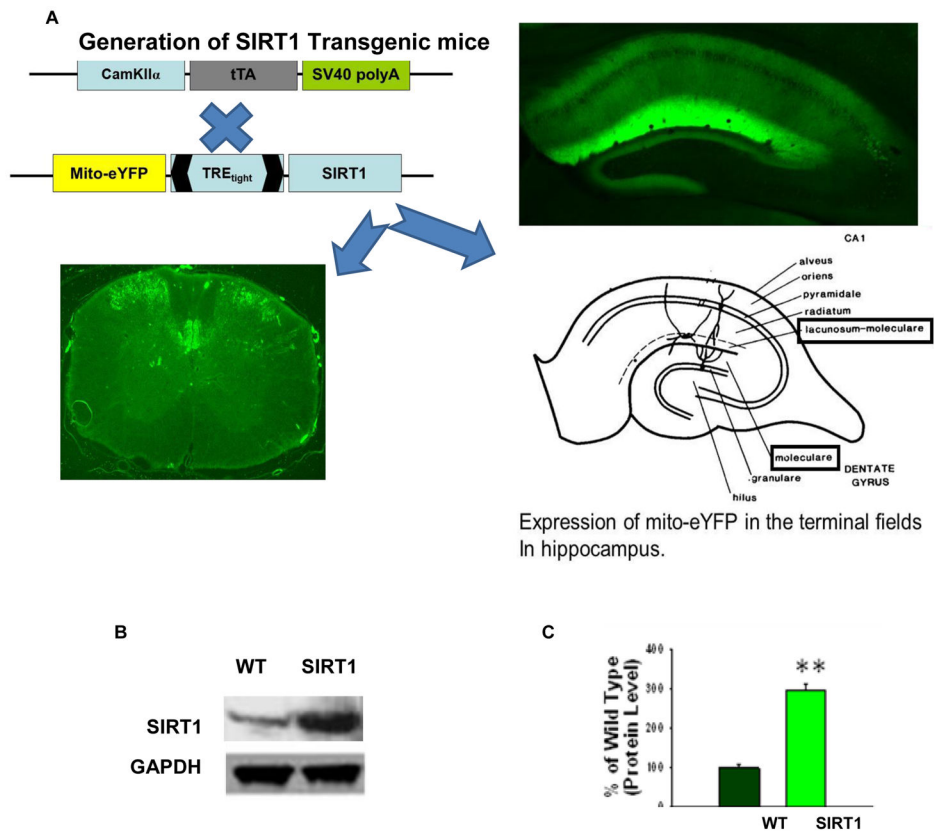 A
Generation of SIRT1 Transgenic mice
CamKIIα tTA SV40 polyA
Mito-eYFP TREtight SIRT1
CA1
alveus
oriens
pyramidale
radiatum
lacunosum-moleculare
moleculare
DENTATE
GYRUS
granulare
hilus
Expression of mito-eYFP in the terminal fields
In hippocampus.
B
WT SIRT1
SIRT1
GAPDH
C
% of Wild Type
(Protein Level)
400
300
200
100
0
**
WT SIRT1